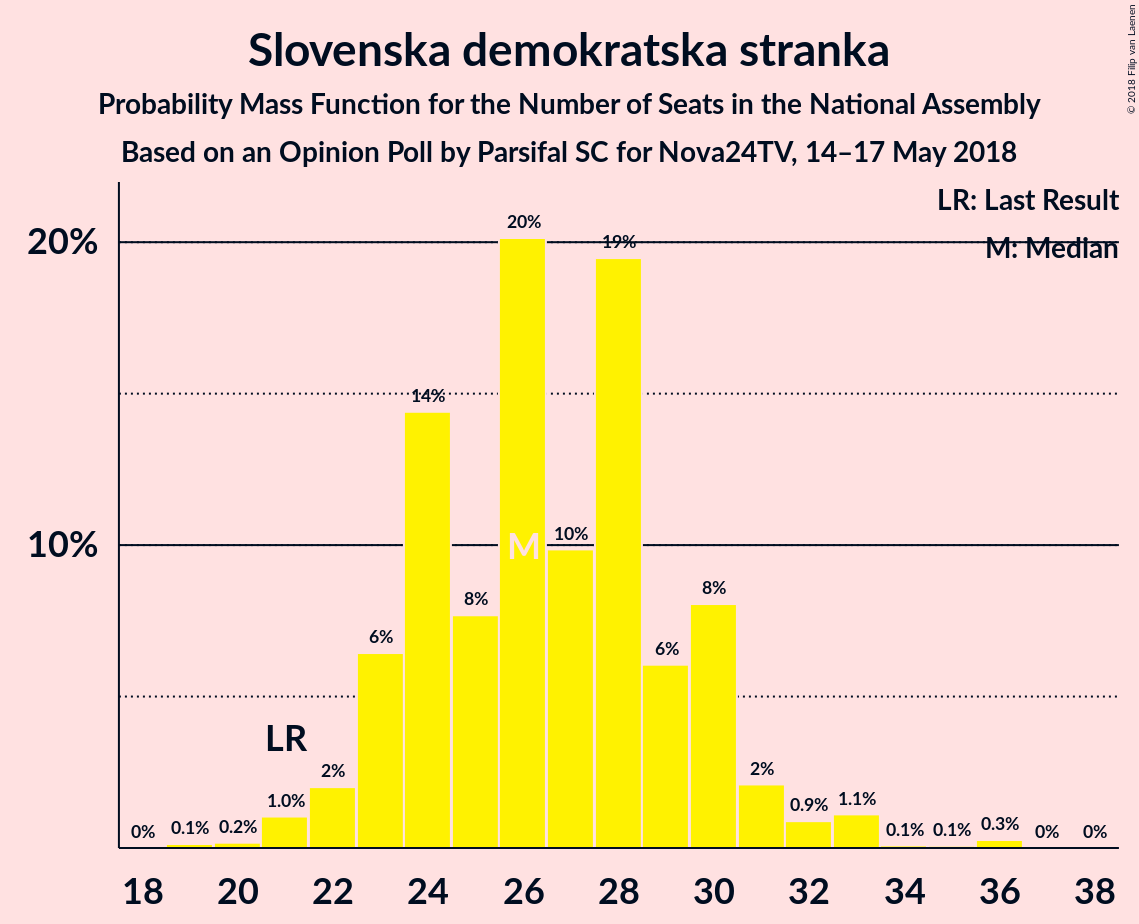 Slovenska demokratska stranka
Probability Mass Function for the Number of Seats in the National Assembly
Based on an Opinion Poll by Parsifal SC for Nova24TV, 14–17 May 2018
© 2018 Filip van Laenen
LR: Last Result
M: Median
20%
10%
0%
0.1%
0.2%
1.0%
2%
6%
14%
8%
20%
10%
19%
6%
8%
2%
0.9%
1.1%
0.1%
0.1%
0.3%
0%
0%
LR
M
18 20 22 24 26 28 30 32 34 36 38